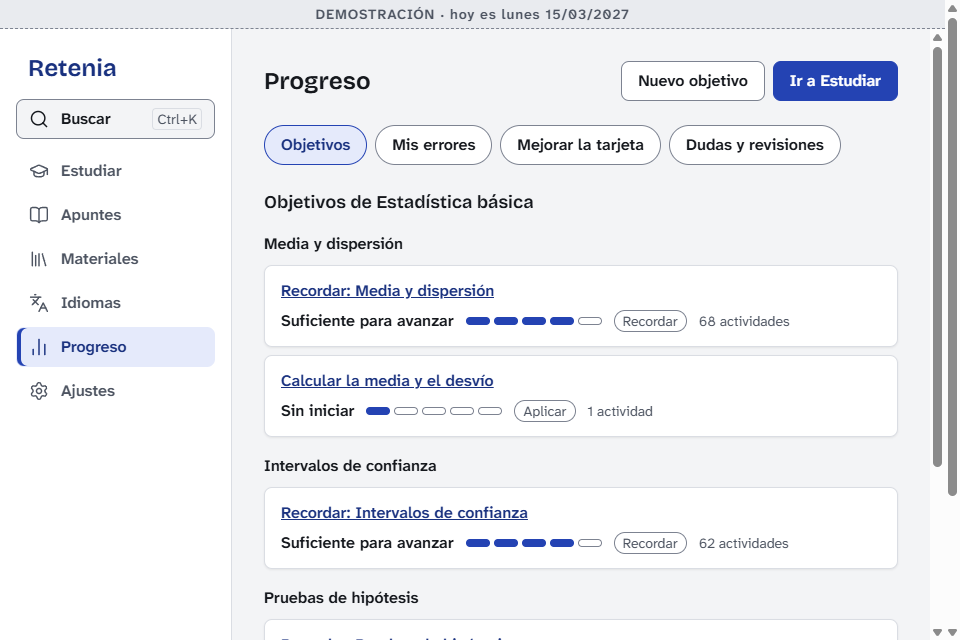 DEMOSTRACIÓN · hoy es lunes 15/03/2027
Retenia
Buscar Ctrl+K
Estudiar
Apuntes
Materiales
Idiomas
Progreso
Ajustes
Progreso
Nuevo objetivo
Ir a Estudiar
Objetivos
Mis errores
Mejorar la tarjeta
Dudas y revisiones
Objetivos de Estadística básica
Media y dispersión
Recordar: Media y dispersión
Suficiente para avanzar Recordar 68 actividades
Calcular la media y el desvío
Sin iniciar Aplicar 1 actividad
Intervalos de confianza
Recordar: Intervalos de confianza
Suficiente para avanzar Recordar 62 actividades
Pruebas de hipótesis